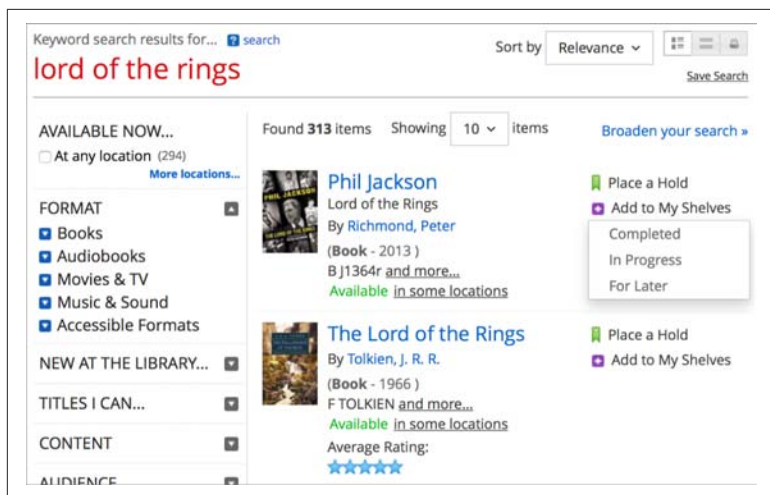 Keyword search results for... ? search
lord of the rings
Sort by Relevance
Save Search
AVAILABLE NOW...
At any location (294)
More locations...
FORMAT
Books
Audiobooks
Movies & TV
Music & Sound
Accessible Formats
NEW AT THE LIBRARY...
TITLES I CAN...
CONTENT
AUDIENCE
Found 313 items Showing 10 items
Broaden your search »
PHIL JACKSON
Phil Jackson
Lord of the Rings
By Richmond, Peter
(Book - 2013 )
B J1364r and more...
Available in some locations
Place a Hold
Add to My Shelves
Completed
In Progress
For Later
The Lord of the Rings
By Tolkien, J. R. R.
(Book - 1966 )
F TOLKIEN and more...
Available in some locations
Average Rating:
Place a Hold
Add to My Shelves